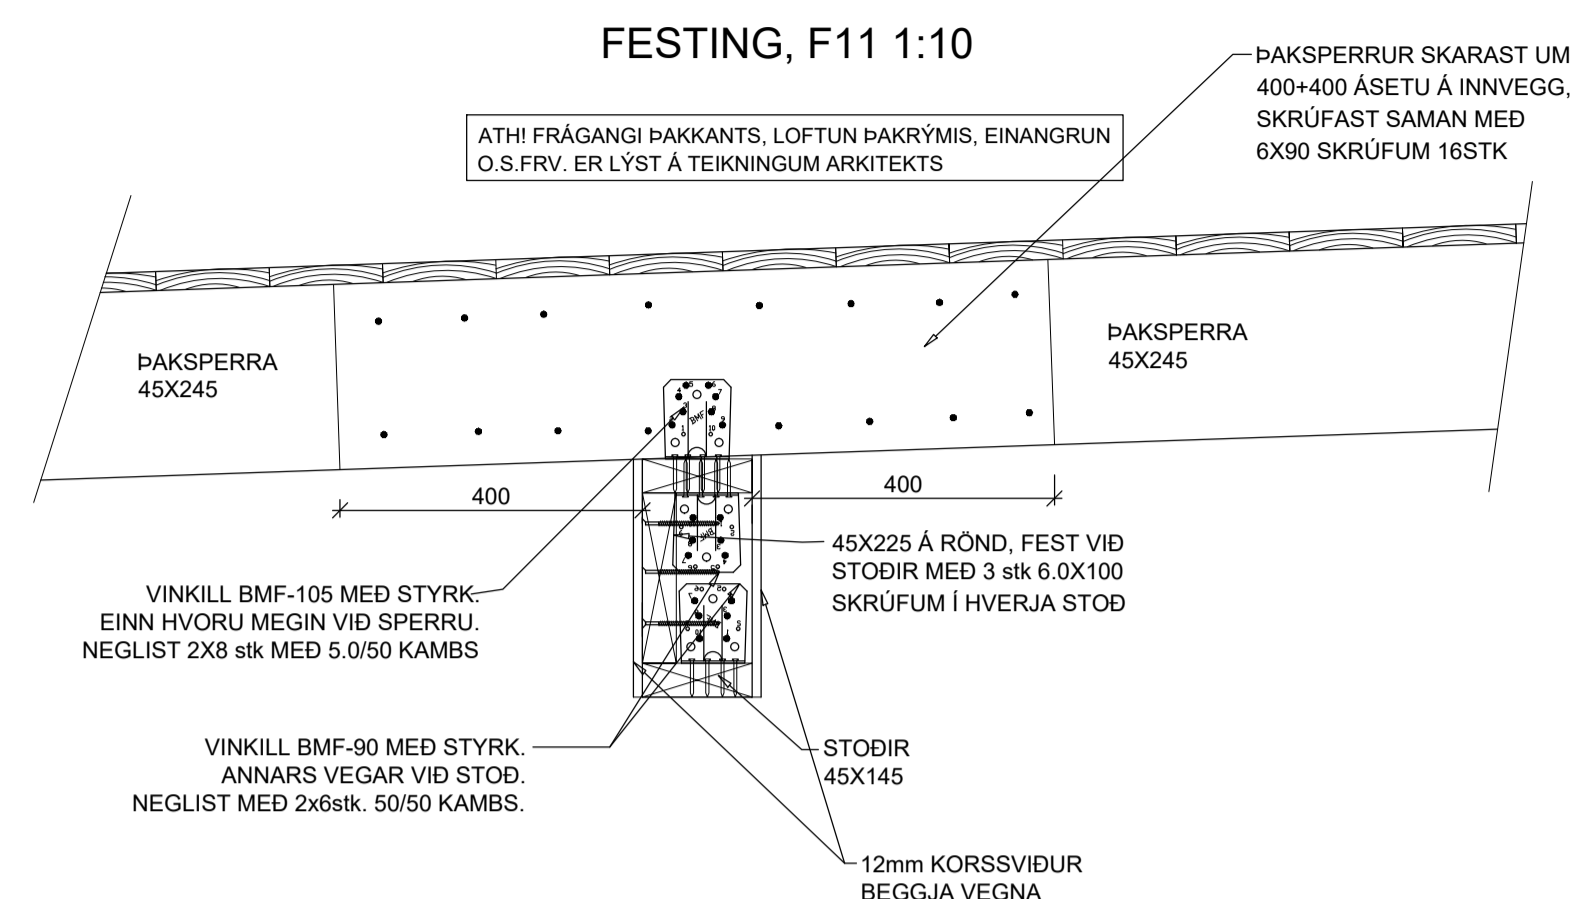 FESTING, F11 1:10
ÞAKSPERRUR SKARAST UM
400+400 ÁSETU Á INNVEGG,
SKRÚFAST SAMAN MEÐ
6X90 SKRÚFUM 16STK
ATH! FRÁGANGI ÞAKKANTS, LOFTUN ÞAKRÝMIS, EINANGRUN
O.S.FRV. ER LÝST Á TEIKNINGUM ARKITEKTS
ÞAKSPERRA
45X245
ÞAKSPERRA
45X245
BMF
400
400
45X225 Á RÖND, FEST VIÐ
STOÐIR MEÐ 3 stk 6.0X100
SKRÚFUM Í HVERJA STOÐ
VINKILL BMF-105 MEÐ STYRK.
EINN HVORU MEGIN VIÐ SPERRU.
NEGLIST 2X8 stk MEÐ 5.0/50 KAMBS
VINKILL BMF-90 MEÐ STYRK.
ANNARS VEGAR VIÐ STOÐ.
NEGLIST MEÐ 2x6stk. 50/50 KAMBS.
STOÐIR
45X145
12mm KORSSVIÐUR
BEGGJA VEGNA